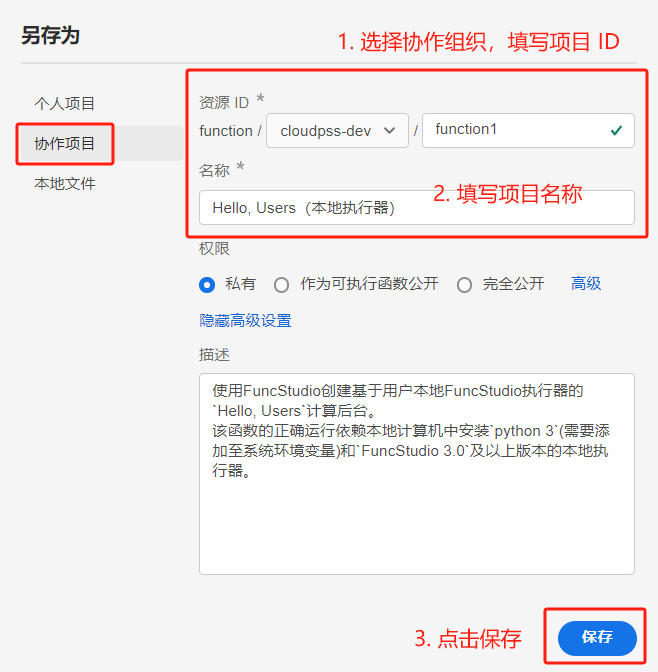 另存为
1. 选择协作组织，填写项目 ID
个人项目
协作项目
本地文件
资源 ID *
function / cloudpss-dev / function1
名称 *
2. 填写项目名称
Hello, Users（本地执行器）
权限
私有 作为可执行函数公开 完全公开 高级
隐藏高级设置
描述
使用FuncStudio创建基于用户本地FuncStudio执行器的
`Hello, Users`计算后台。
该函数的正确运行依赖本地计算机中安装`python 3`(需要添
加至系统环境变量)和`FuncStudio 3.0`及以上版本的本地执
行器。
3. 点击保存
保存